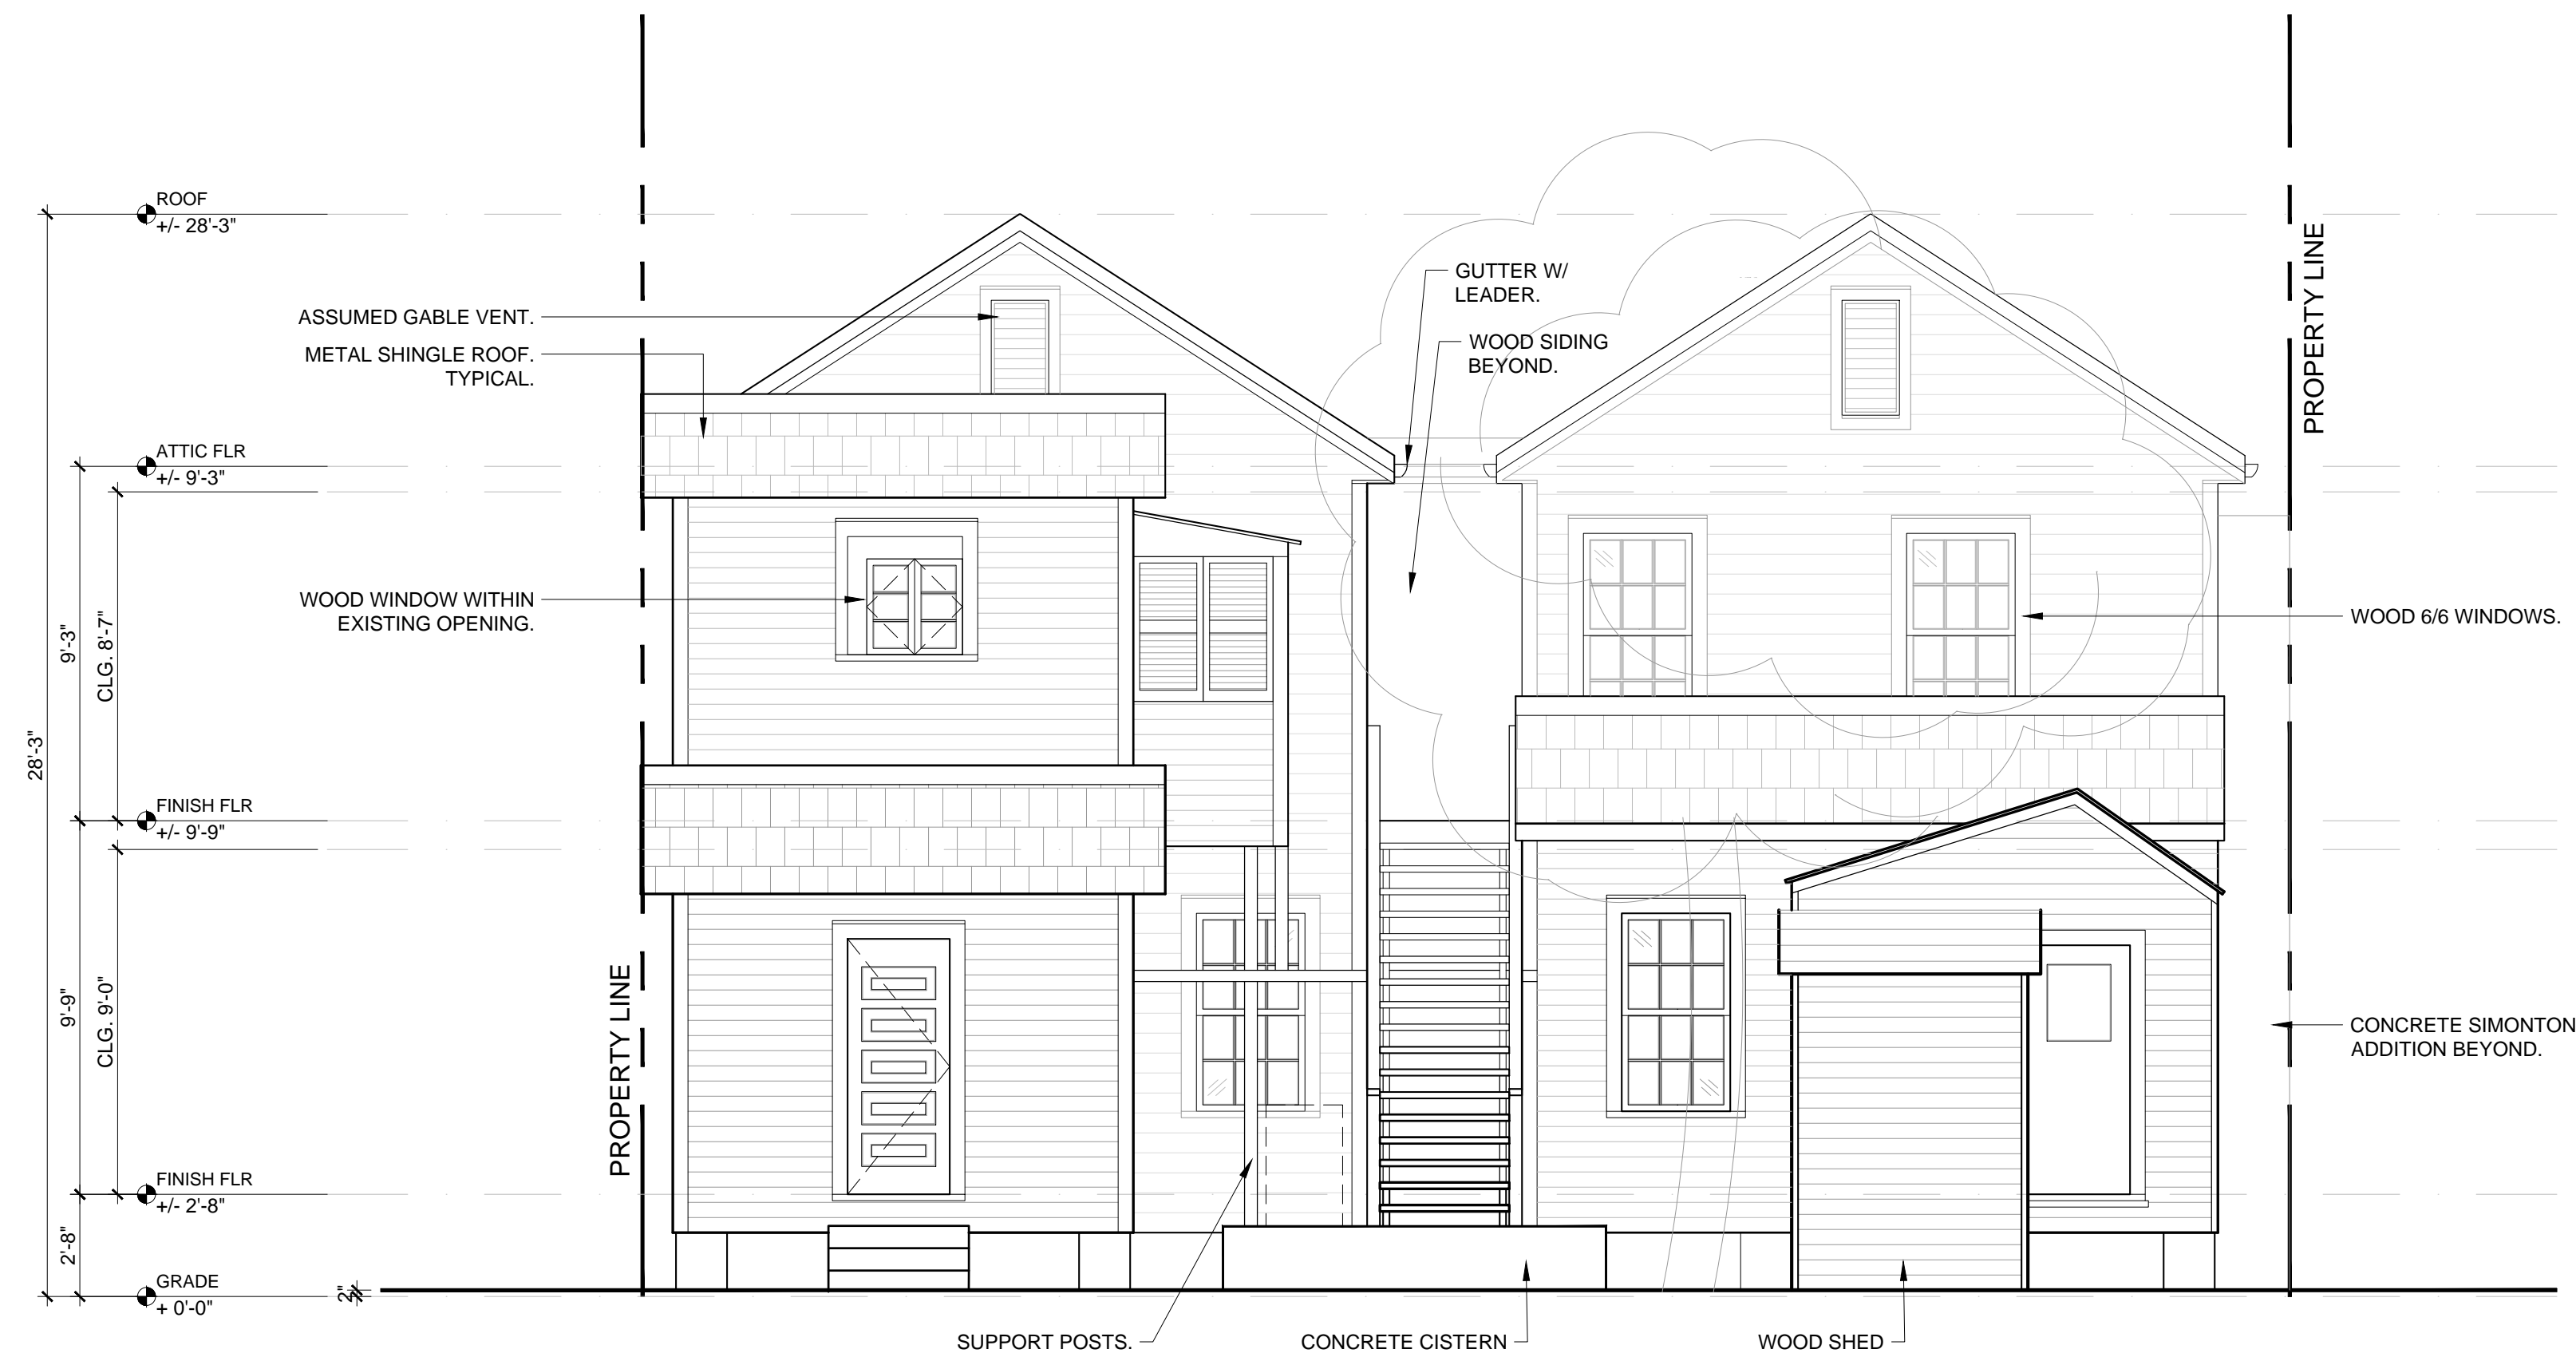 ROOF
+/- 28'-3"
ASSUMED GABLE VENT.
METAL SHINGLE ROOF.
TYPICAL.
ATTIC FLR
+/- 9'-3"
WOOD WINDOW WITHIN
EXISTING OPENING.
9'-3"
CLG. 8'-7"
28'-3"
FINISH FLR
+/- 9'-9"
9'-9"
CLG. 9'-0"
FINISH FLR
+/- 2'-8"
2'-8"
GRADE
+ 0'-0"
2"
PROPERTY LINE
GUTTER W/
LEADER.
WOOD SIDING
BEYOND.
PROPERTY LINE
WOOD 6/6 WINDOWS.
CONCRETE SIMONTON
ADDITION BEYOND.
SUPPORT POSTS.
CONCRETE CISTERN
WOOD SHED